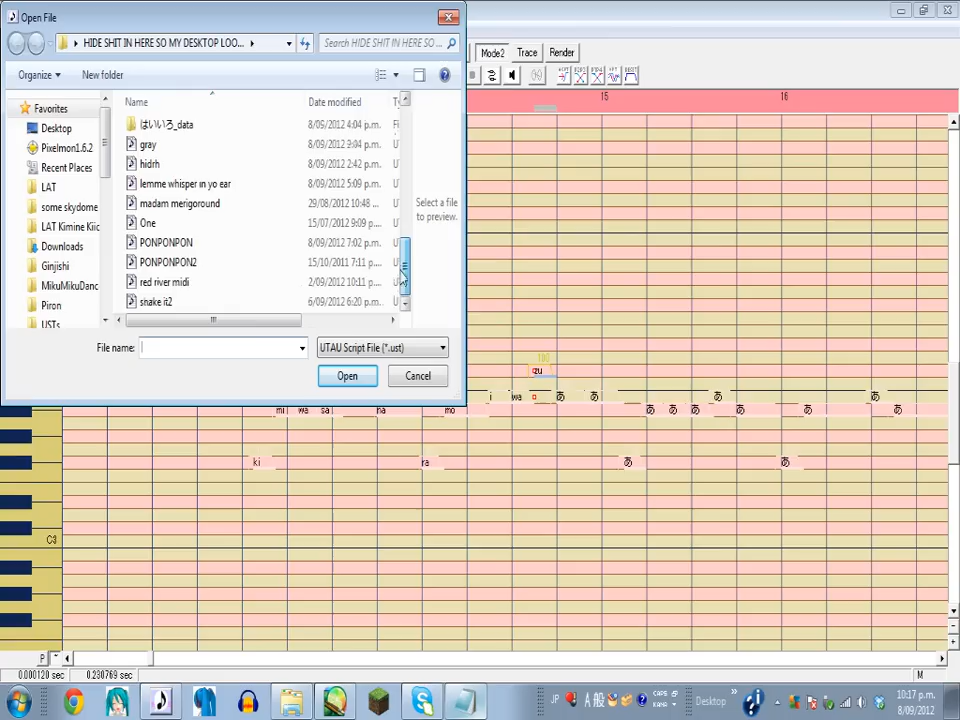 Open File
HIDE SHIT IN HERE SO MY DESKTOP LOO...
Search HIDE SHIT IN HERE SO ...
Mode2 Trace Render
Organize New folder
15 16
Favorites
Desktop
Pixelmon1.6.2
Recent Places
LAT
some skydome
LAT Kimine Kiic
Downloads
Ginjishi
MikuMikuDanc
Piron
USTs
Name Date modified Ty
はいいろ_data 8/09/2012 4:04 p.m. Fi
gray 8/09/2012 9:04 p.m. U
hidrh 8/09/2012 2:42 p.m. U
lemme whisper in yo ear 8/09/2012 5:09 p.m. U
madam merigoround 29/08/2012 10:48 ... U
One 15/07/2012 9:09 p.m. U
PONPONPON 8/09/2012 7:02 p.m. U
PONPONPON2 15/10/2011 7:11 p.... U
red river midi 2/09/2012 10:11 p.... U
shake it2 6/09/2012 6:20 p.m. U
Select a file to preview.
File name: UTAU Script File (*.ust)
Open Cancel
100
zu
i wa あ あ あ あ
mi wa sa na mo あ あ あ あ あ あ
ki ra あ あ
C3
P ~
0.000120 sec 0.230769 sec M
JP A 般 CAPS Desktop »
10:17 p.m.
8/09/2012